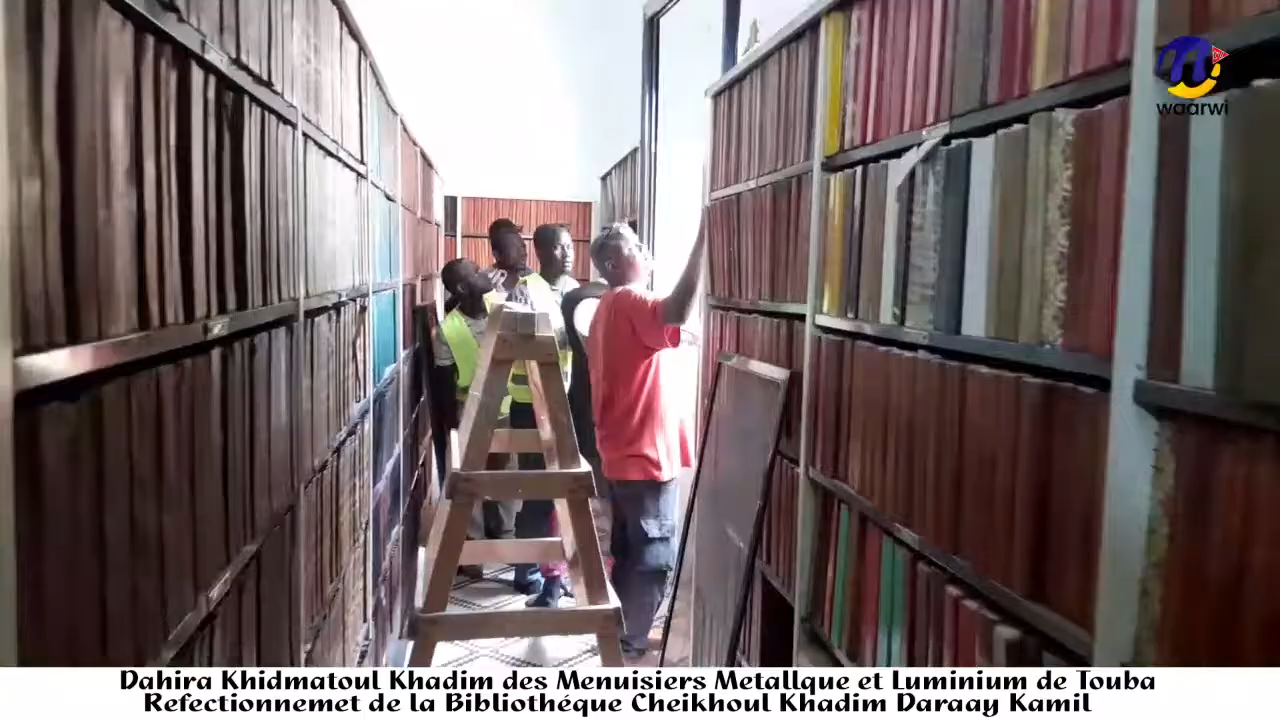 waarwi
Dahira Khidmatoul Khadim des Menuisiers Metallque et Luminium de Touba
Refectionnemet de la Bibliothéque Cheikhoul Khadim Daraay Kamil